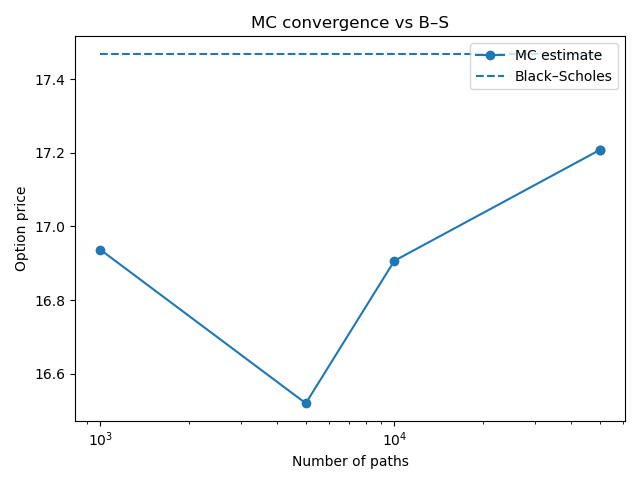 MC convergence vs B–S
MC estimate
Black–Scholes
17.4
17.2
17.0
16.8
16.6
Option price
10³
10⁴
Number of paths